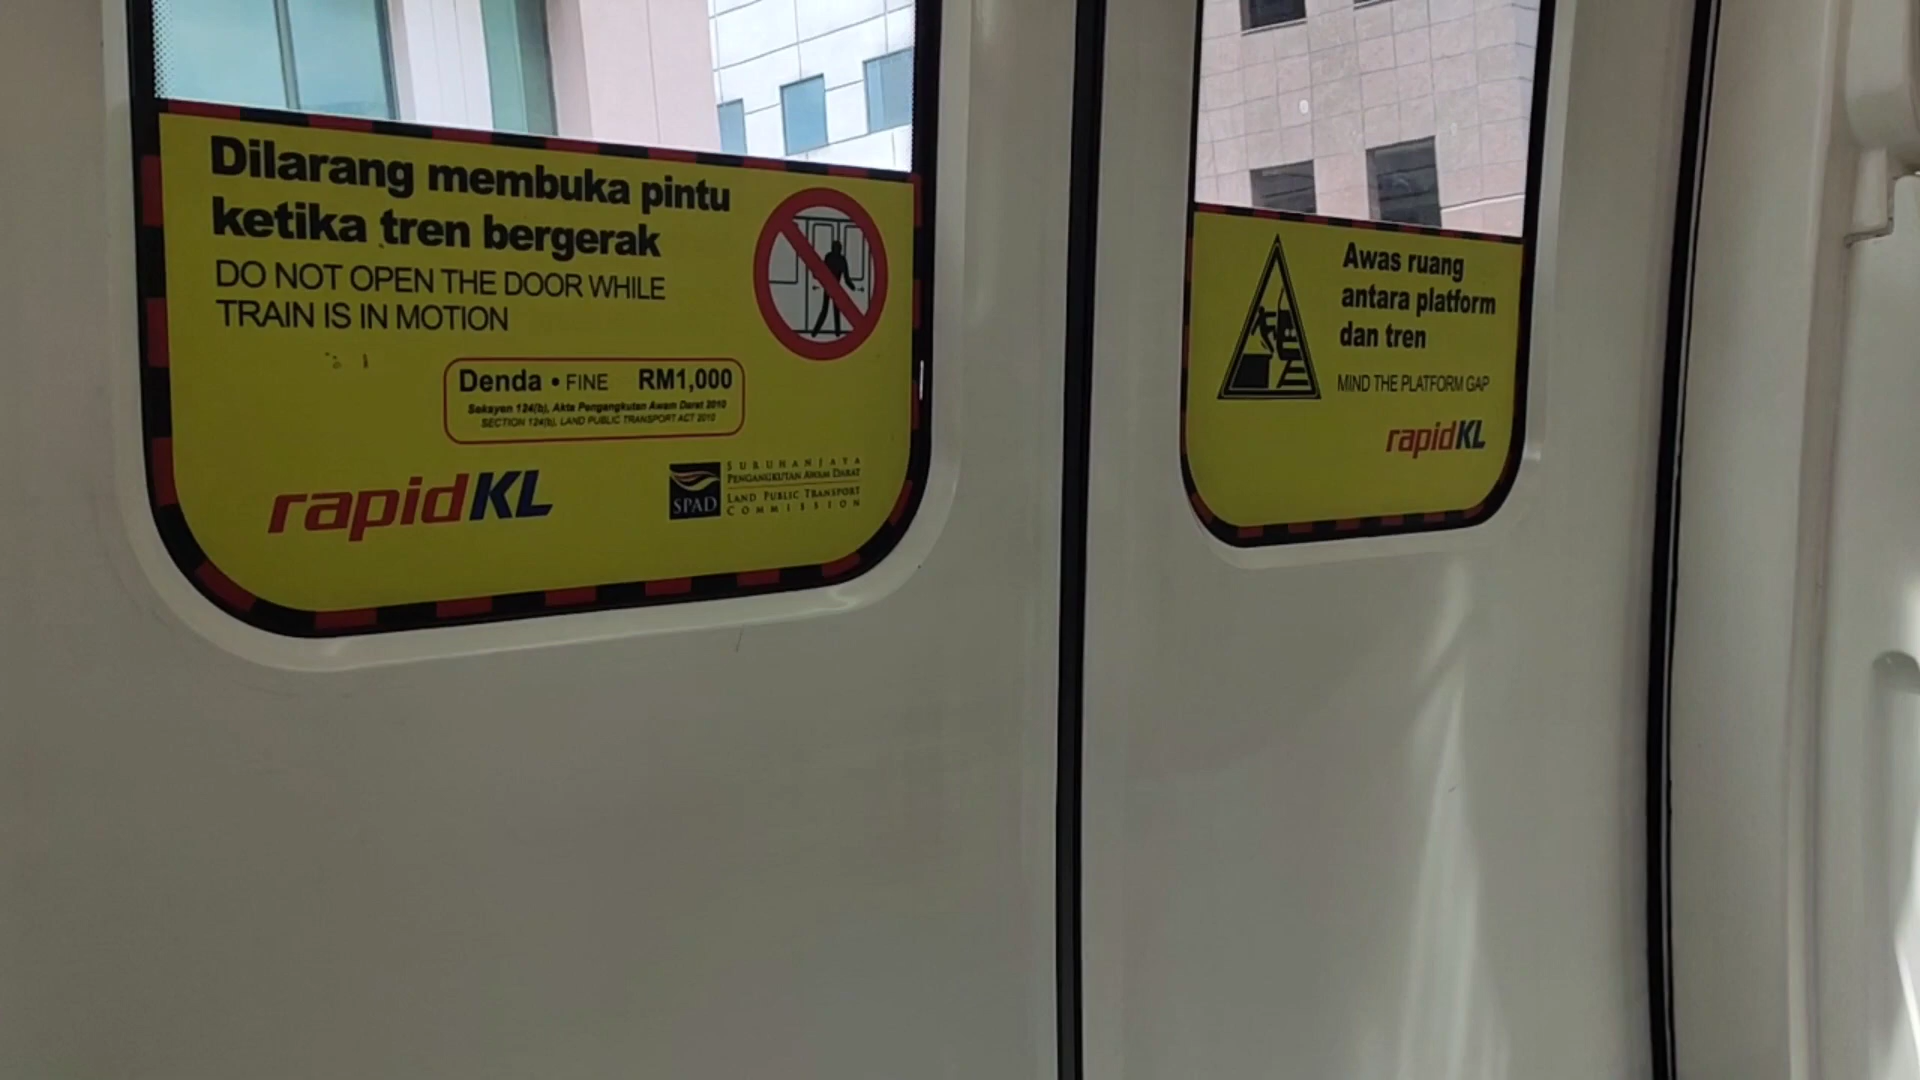 Dilarang membuka pintu
ketika tren bergerak
DO NOT OPEN THE DOOR WHILE
TRAIN IS IN MOTION
Denda • FINE RM1,000
Seksyen 124(b), Akta Pengangkutan Awam Darat 2010
SECTION 124(b), LAND PUBLIC TRANSPORT ACT 2010
rapidKL
SPAD
SURUHANJAYA
PENGANGKUTAN AWAM DARAT
LAND PUBLIC TRANSPORT
COMMISSION
Awas ruang
antara platform
dan tren
MIND THE PLATFORM GAP
rapidKL